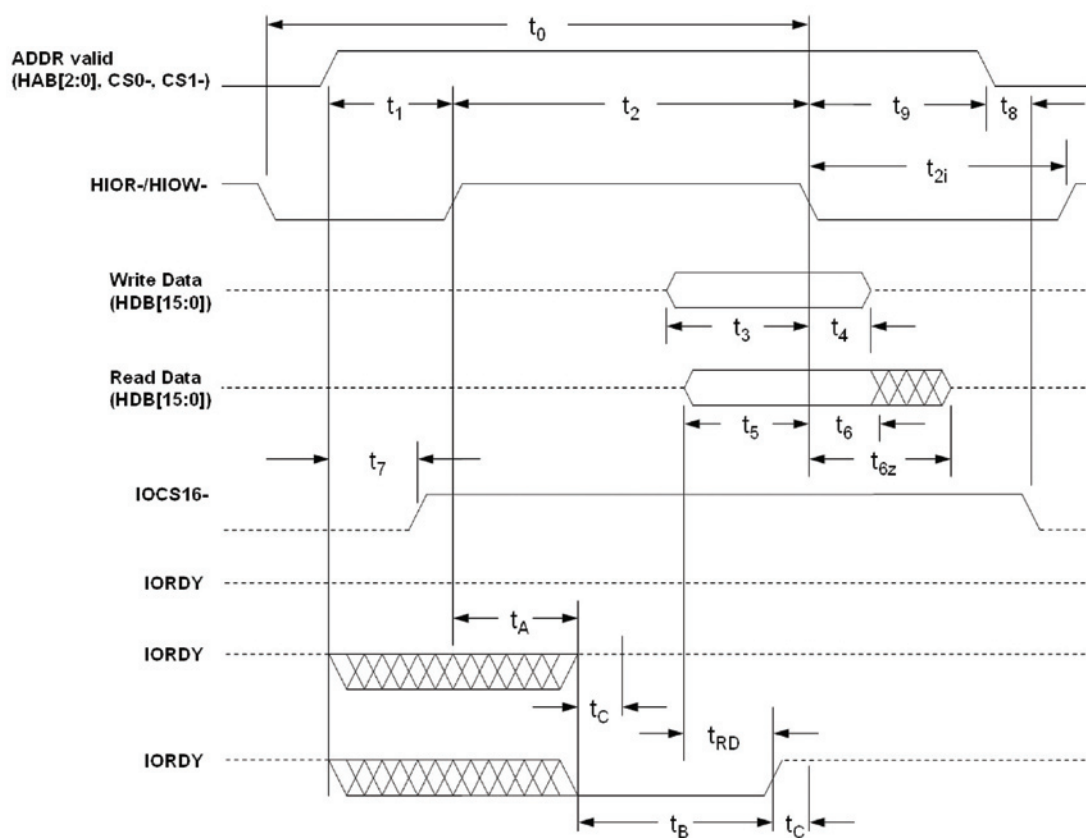 t0
ADDR valid
(HAB[2:0], CS0-, CS1-)
t1
t2
t9
t8
t2i
HIOR-/HIOW-
Write Data
(HDB[15:0])
t3
t4
Read Data
(HDB[15:0])
t5
t6
t6z
t7
IOCS16-
IORDY
tA
IORDY
tC
tRD
IORDY
tB
tC